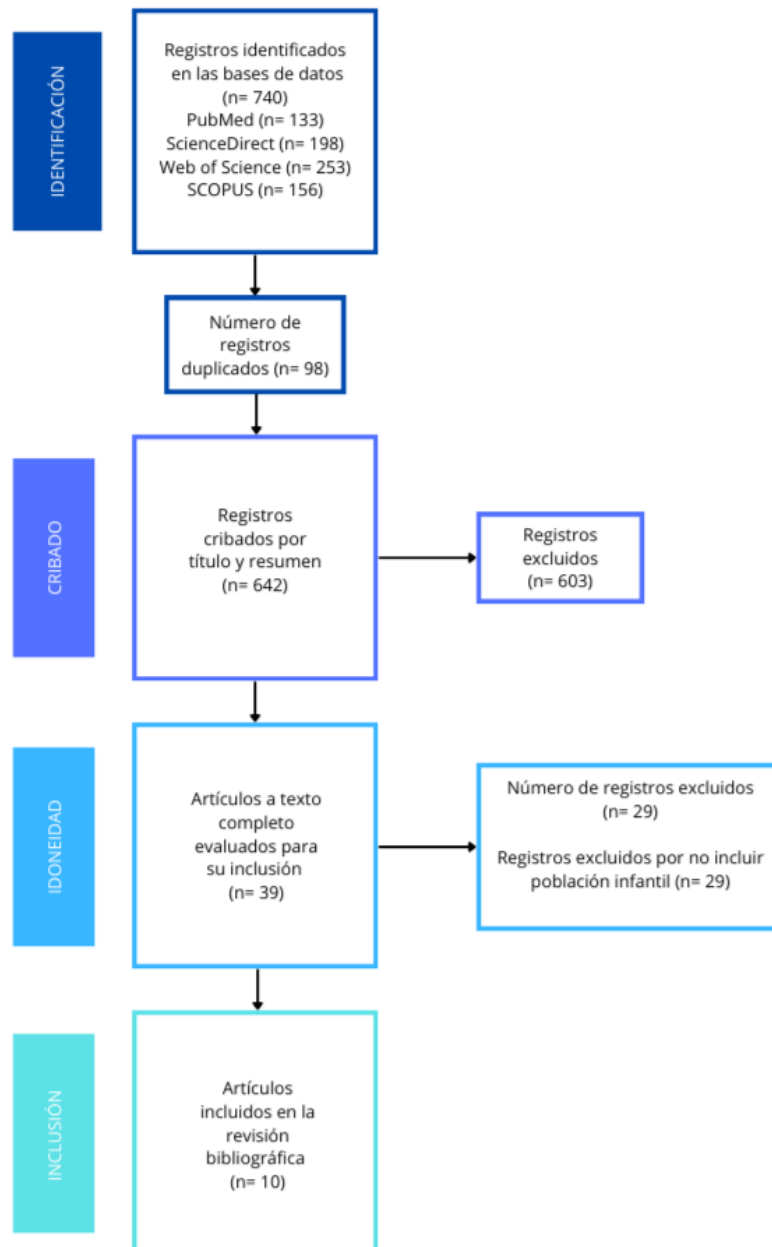 IDENTIFICACIÓN
Registros identificados
en las bases de datos
(n= 740)
PubMed (n= 133)
ScienceDirect (n= 198)
Web of Science (n= 253)
SCOPUS (n= 156)
Número de
registros
duplicados (n= 98)
CRIBADO
Registros
cribados por
título y resumen
(n= 642)
Registros
excluidos
(n= 603)
IDONEIDAD
Artículos a texto
completo
evaluados para
su inclusión
(n= 39)
Número de registros excluidos
(n= 29)
Registros excluidos por no incluir
población infantil (n= 29)
INCLUSIÓN
Artículos
incluidos en la
revisión
bibliográfica
(n= 10)